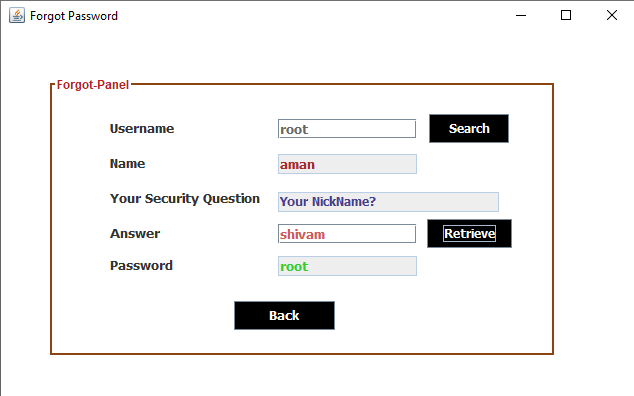 Forgot Password
Forgot-Panel
Username root Search
Name aman
Your Security Question Your NickName?
Answer shivam Retrieve
Password root
Back